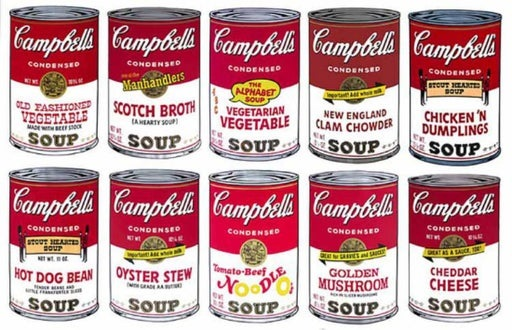 Campbell's
CONDENSED
OLD FASHIONED
VEGETABLE
MADE WITH BEEF STOCK
SOUP
Campbell's
CONDENSED
Manhandlers
SCOTCH BROTH
(A HEARTY SOUP)
SOUP
Campbell's
CONDENSED
THE
ALPHABET
SOUP
A
B
C
VEGETARIAN
VEGETABLE
SOUP
Campbell's
CONDENSED
Important! Add whole milk
NEW ENGLAND
CLAM CHOWDER
SOUP
Campbell's
CONDENSED
STOUT HEARTED
SOUP
CHICKEN 'N
DUMPLINGS
SOUP
Campbell's
CONDENSED
STOUT HEARTED
SOUP
NET WT. 11 OZ.
HOT DOG BEAN
TENDER BEANS AND
LITTLE FRANKFURTER SLICES
SOUP
Campbell's
CONDENSED
Important! Add whole milk
OYSTER STEW
(WITH GRADE AA BUTTER)
SOUP
Campbell's
CONDENSED
Tomato-Beef
NOODLE O's
SOUP
Campbell's
CONDENSED
GREAT for GRAVIES and SAUCES!
GOLDEN
MUSHROOM
SOUP
Campbell's
CONDENSED
GREAT AS A SAUCE, TOO!
CHEDDAR
CHEESE
SOUP